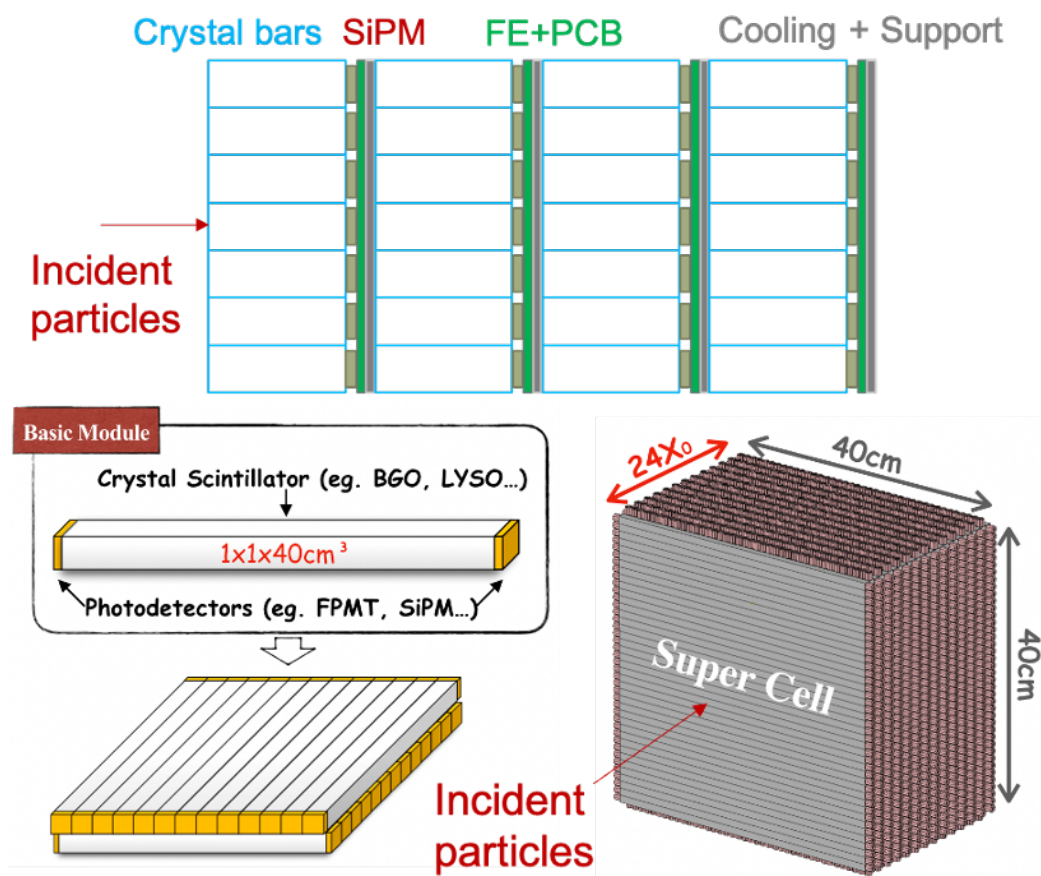 Crystal bars SiPM FE+PCB Cooling + Support
Incident
particles
Basic Module
Crystal Scintillator (eg. BGO, LYSO...)
1x1x40cm³
Photodetectors (eg. FPMT, SiPM...)
24X₀
40cm
40cm
Super Cell
Incident
particles